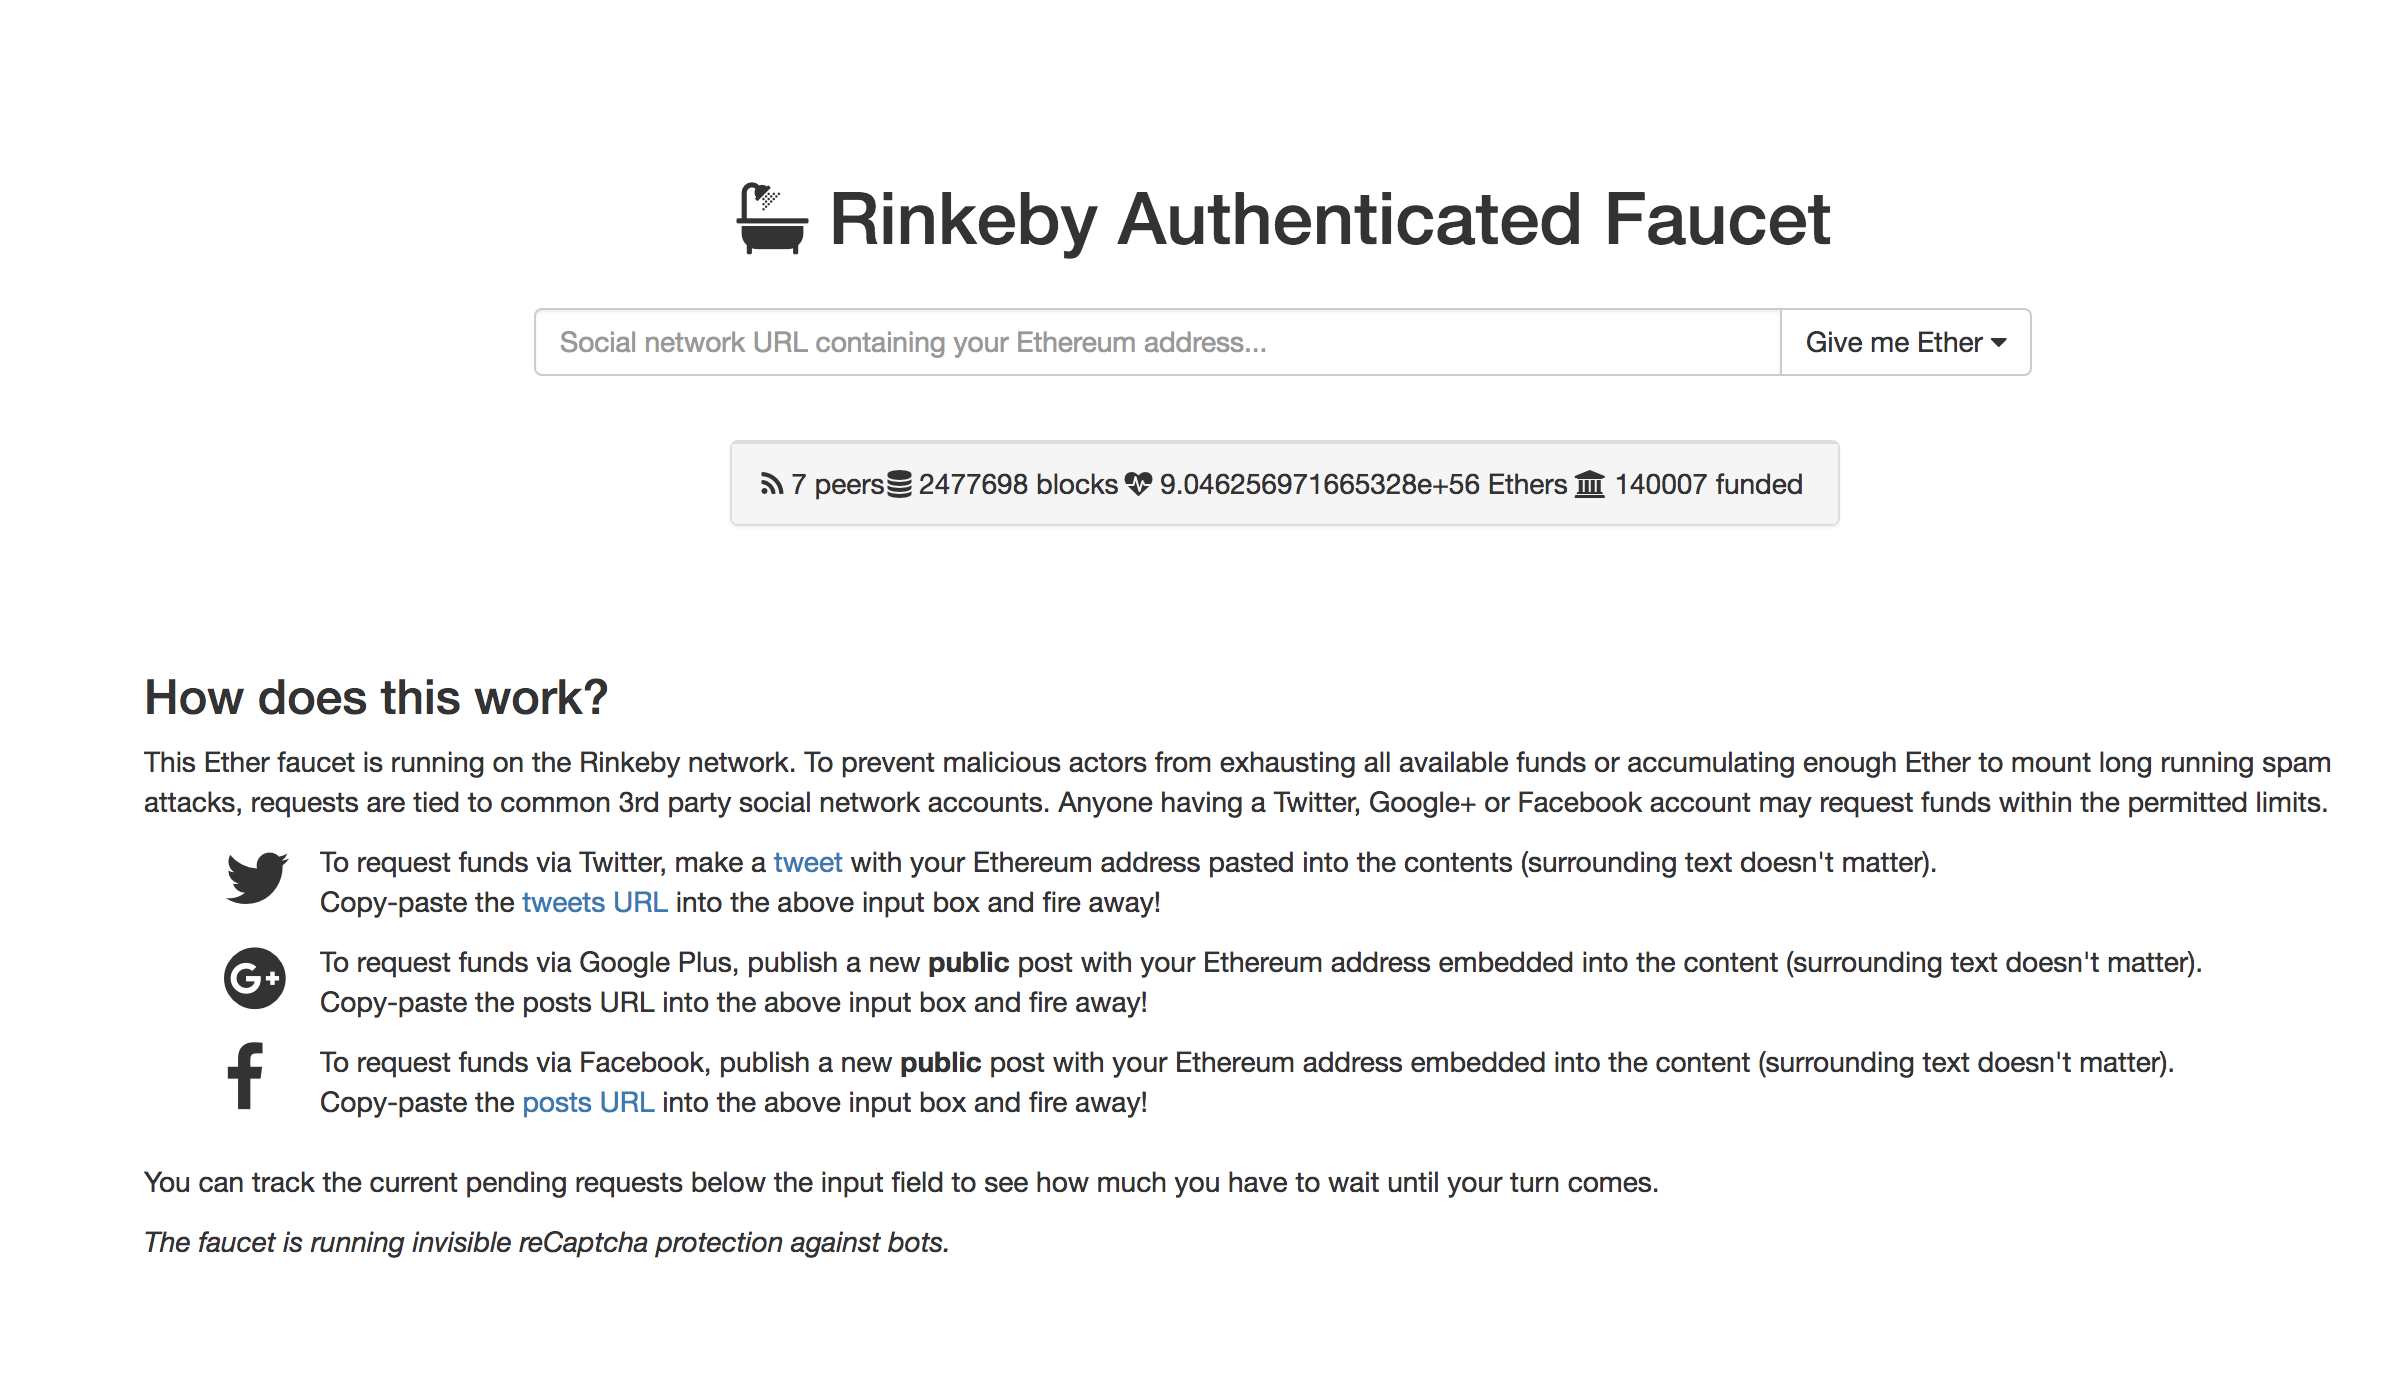 Rinkeby Authenticated Faucet
Social network URL containing your Ethereum address...
Give me Ether
7 peers 2477698 blocks 9.046256971665328e+56 Ethers 140007 funded
How does this work?
This Ether faucet is running on the Rinkeby network. To prevent malicious actors from exhausting all available funds or accumulating enough Ether to mount long running spam
attacks, requests are tied to common 3rd party social network accounts. Anyone having a Twitter, Google+ or Facebook account may request funds within the permitted limits.
To request funds via Twitter, make a tweet with your Ethereum address pasted into the contents (surrounding text doesn't matter).
Copy-paste the tweets URL into the above input box and fire away!
G+
To request funds via Google Plus, publish a new public post with your Ethereum address embedded into the content (surrounding text doesn't matter).
Copy-paste the posts URL into the above input box and fire away!
f
To request funds via Facebook, publish a new public post with your Ethereum address embedded into the content (surrounding text doesn't matter).
Copy-paste the posts URL into the above input box and fire away!
You can track the current pending requests below the input field to see how much you have to wait until your turn comes.
The faucet is running invisible reCaptcha protection against bots.